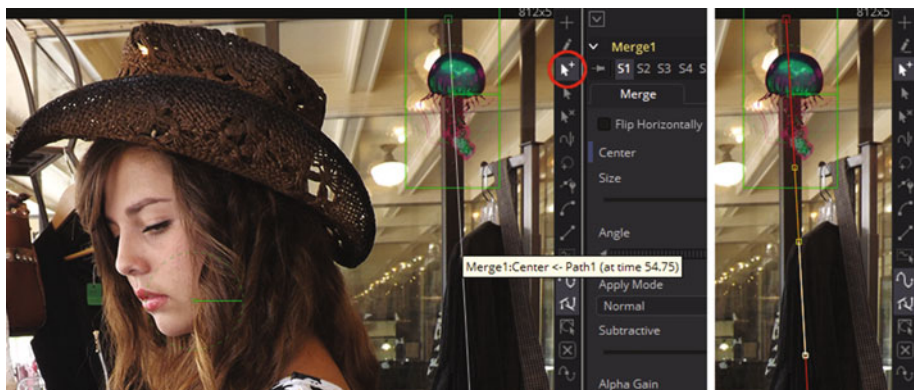 812x5
Merge1
S1 S2 S3 S4 S
Merge
Flip Horizontally
Center
Size
Angle
Merge1:Center <- Path1 (at time 54.75)
Apply Mode
Normal
Subtractive
Alpha Gain
812x5